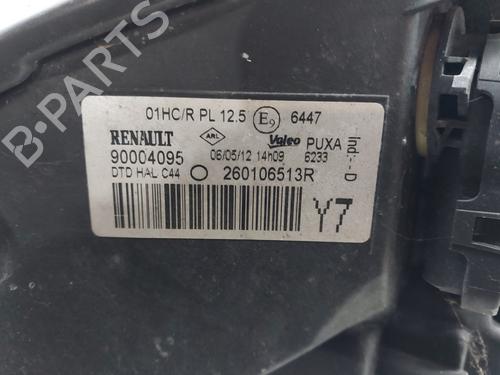 01HC/R PL 12.5 E9 6447
RENAULT ARL Valeo PUXA Ind:- D
90004095 06/05/12 14h09 6233
DTD HAL C44 260106513R
Y7
B-PARTS